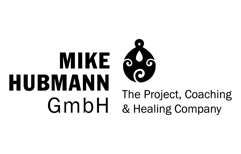 MIKE
HUBMANN
GmbH
The Project, Coaching
& Healing Company